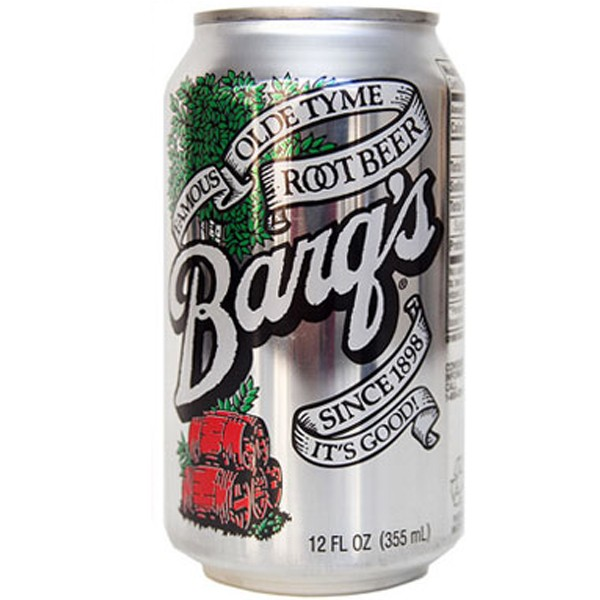 FAMOUS
OLDE TYME
ROOT BEER
Barq's®
SINCE 1898
IT'S GOOD!
12 FL OZ (355 mL)